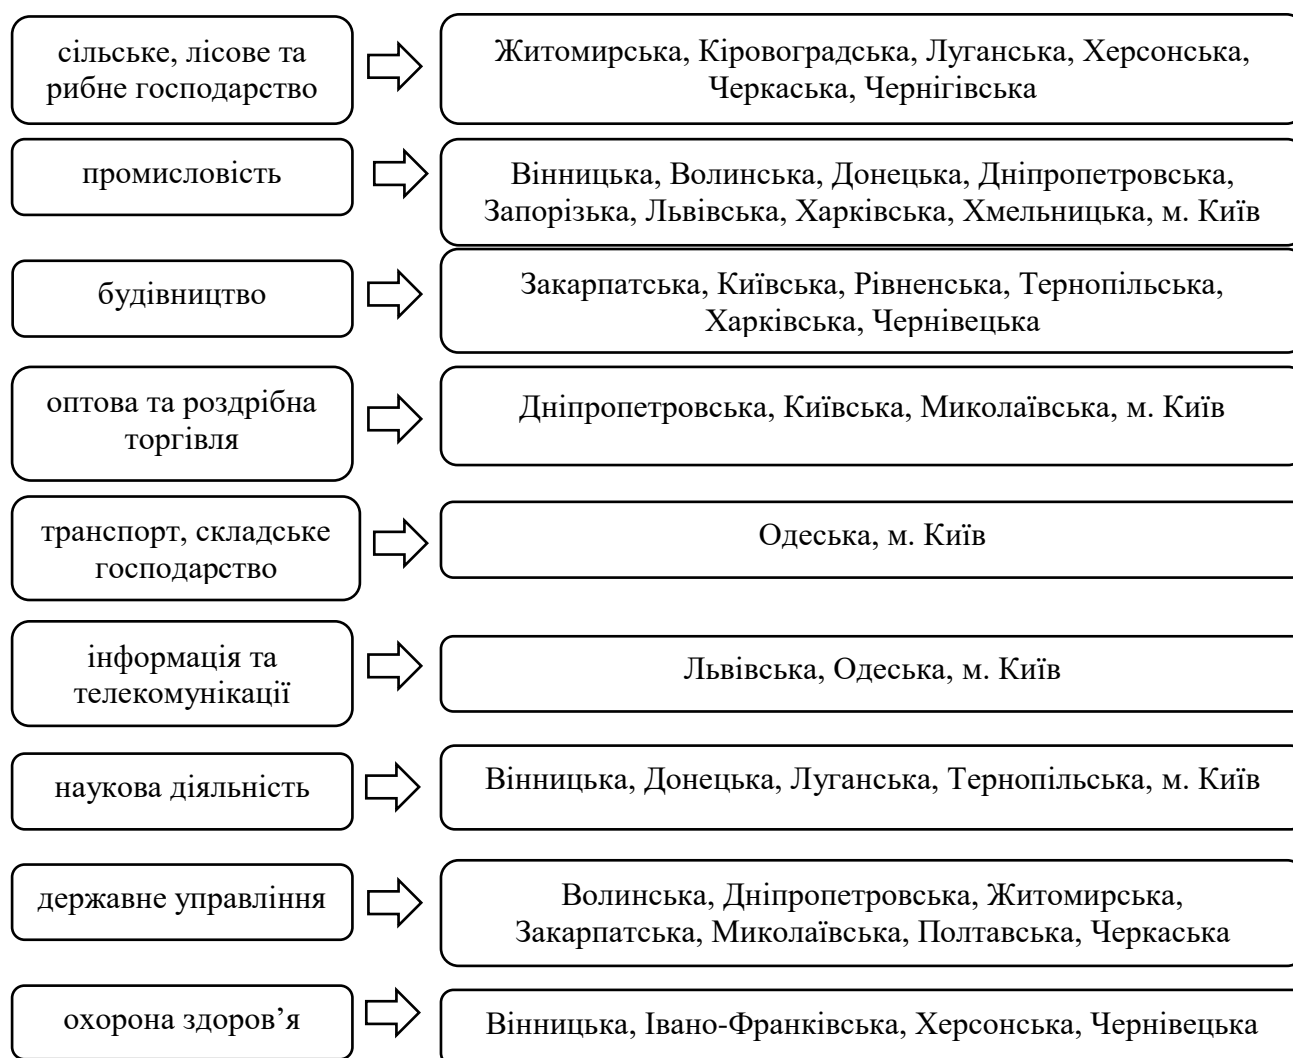 сільське, лісове та
рибне господарство
Житомирська, Кіровоградська, Луганська, Херсонська,
Черкаська, Чернігівська
промисловість
Вінницька, Волинська, Донецька, Дніпропетровська,
Запорізька, Львівська, Харківська, Хмельницька, м. Київ
будівництво
Закарпатська, Київська, Рівненська, Тернопільська,
Харківська, Чернівецька
оптова та роздрібна
торгівля
Дніпропетровська, Київська, Миколаївська, м. Київ
транспорт, складське
господарство
Одеська, м. Київ
інформація та
телекомунікації
Львівська, Одеська, м. Київ
наукова діяльність
Вінницька, Донецька, Луганська, Тернопільська, м. Київ
державне управління
Волинська, Дніпропетровська, Житомирська,
Закарпатська, Миколаївська, Полтавська, Черкаська
охорона здоров’я
Вінницька, Івано-Франківська, Херсонська, Чернівецька